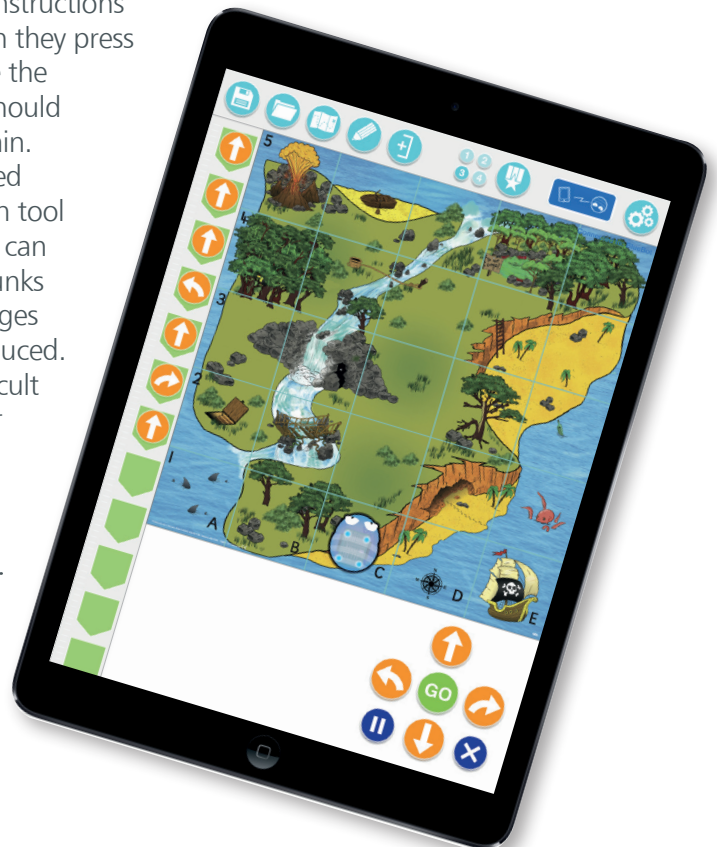 nstructions
they press
the
hould
ed
tool
can
unks
ges
uced.
cult
5
4
3
2
1
A
B
C
D
E
1 2
3 4
GO